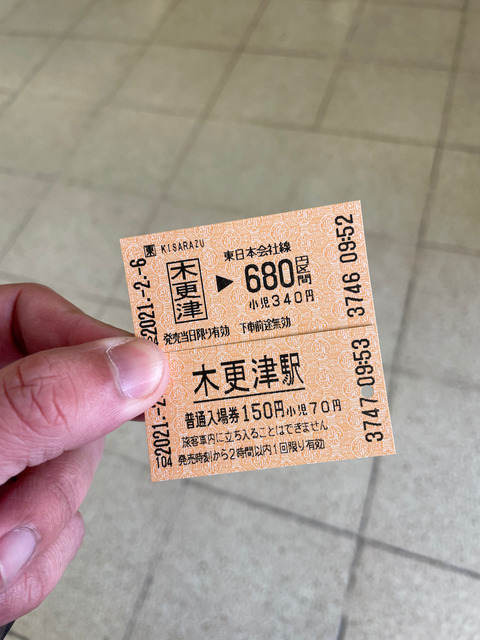 東 KISARAZU
東日本会社線
木更津 ▶ 680円区間
小児340円
発売当日限り有効 下車前途無効
2021.-2.-6
3746 09:52
木更津駅
普通入場券150円小児70円
旅客車内に立ち入ることはできません
発売時刻から2時間以内1回限り有効
2021.-2
104
3747 09:53